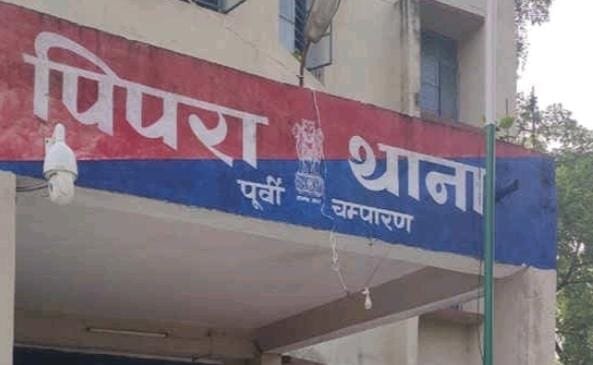 पिपरा थाना
पूर्वी चम्पारण